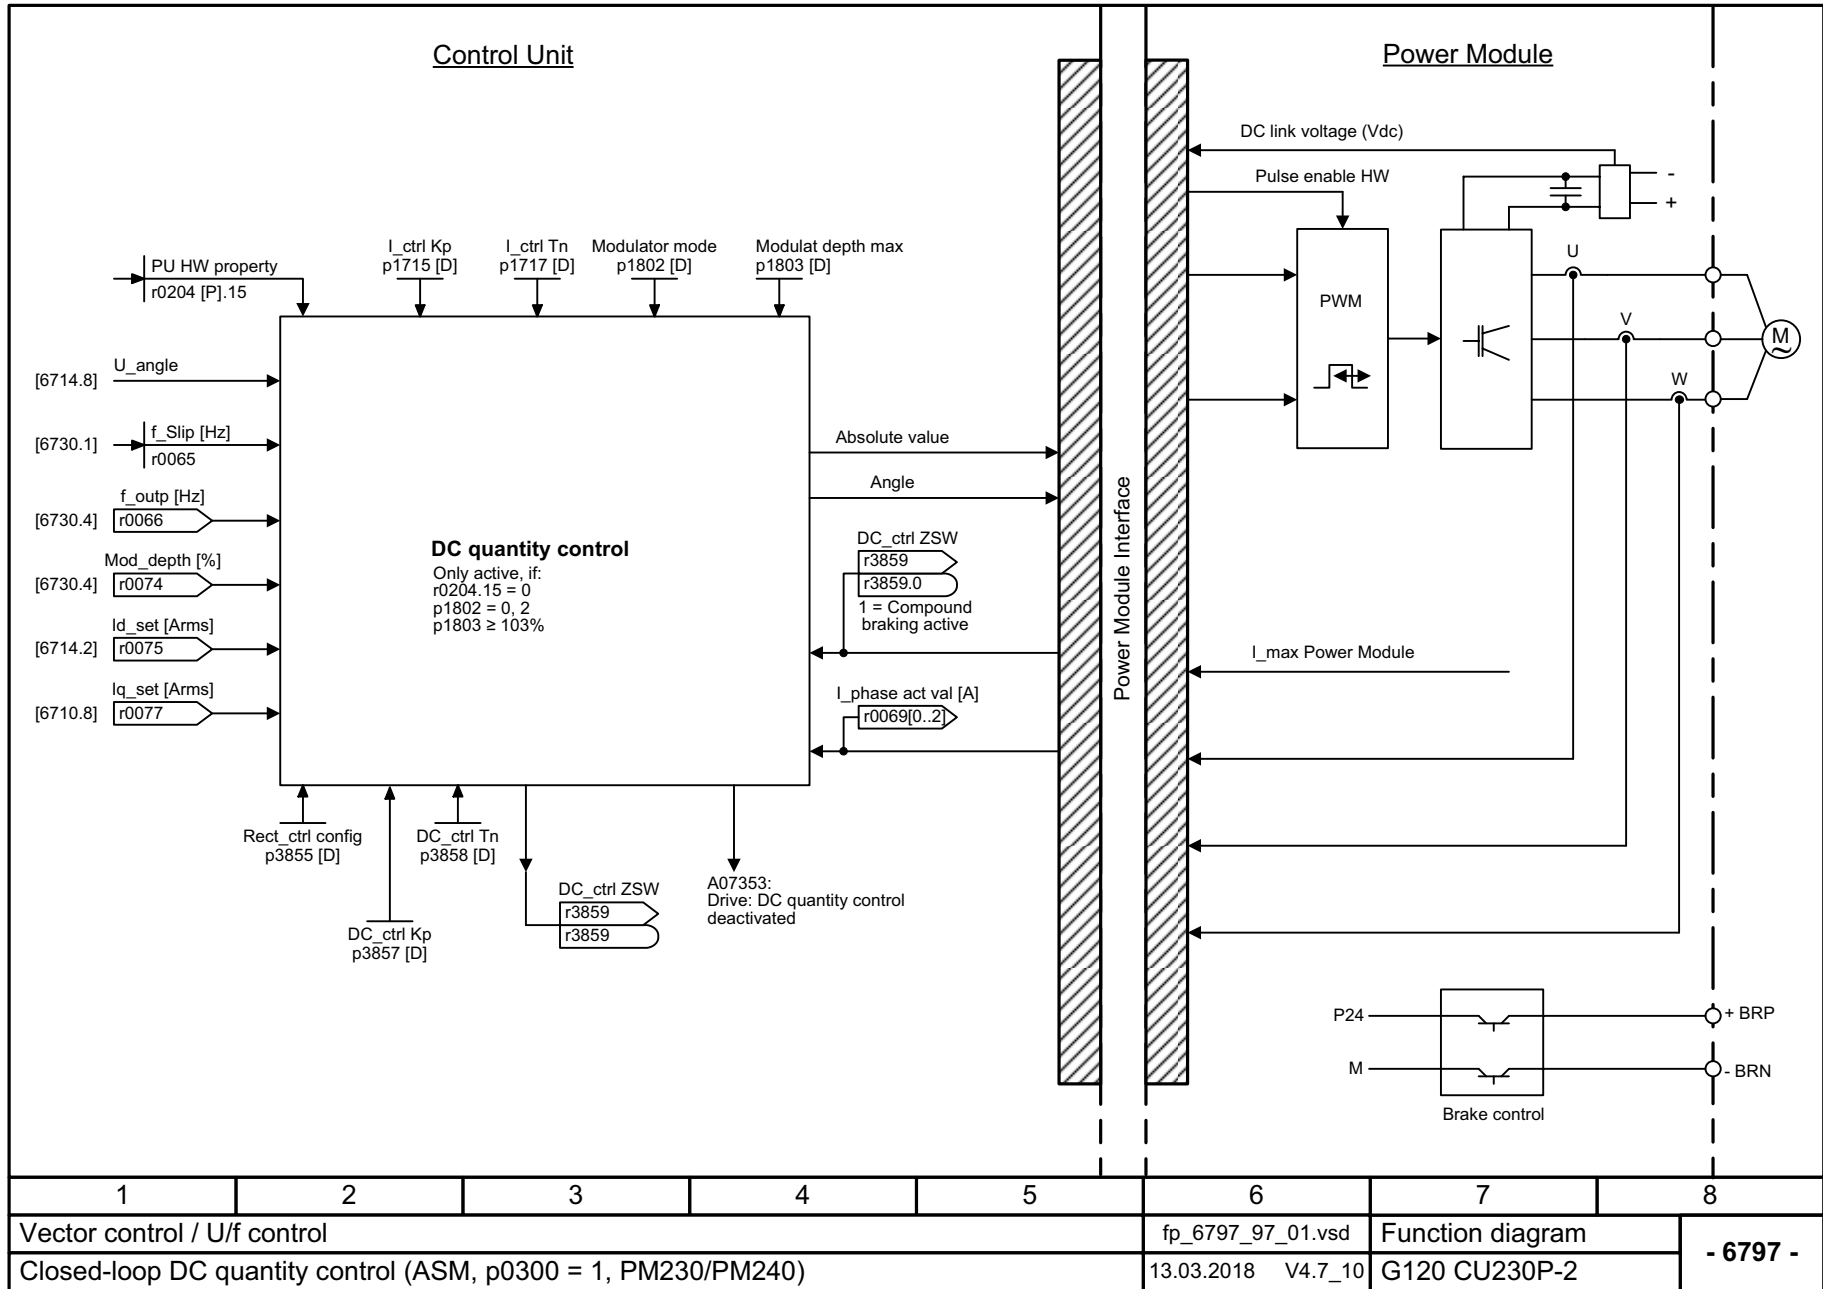 Control Unit
Power Module
DC link voltage (Vdc)
Pulse enable HW
-
+
PU HW property
r0204 [P].15
I_ctrl Kp
p1715 [D]
I_ctrl Tn
p1717 [D]
Modulator mode
p1802 [D]
Modulat depth max
p1803 [D]
[6714.8]
U_angle
[6730.1]
f_Slip [Hz]
r0065
f_outp [Hz]
[6730.4]
r0066
Mod_depth [%]
[6730.4]
r0074
Id_set [Arms]
[6714.2]
r0075
Iq_set [Arms]
[6710.8]
r0077
DC quantity control
Only active, if:
r0204.15 = 0
p1802 = 0, 2
p1803 ≥ 103%
Absolute value
Angle
DC_ctrl ZSW
r3859
r3859.0
1 = Compound
braking active
I_phase act val [A]
r0069[0..2]
Rect_ctrl config
p3855 [D]
DC_ctrl Kp
p3857 [D]
DC_ctrl Tn
p3858 [D]
DC_ctrl ZSW
r3859
r3859
A07353:
Drive: DC quantity control
deactivated
Power Module Interface
PWM
U
V
W
M
~
I_max Power Module
P24
+ BRP
M
- BRN
Brake control
1 2 3 4 5 6 7 8
Vector control / U/f control
fp_6797_97_01.vsd
Function diagram
- 6797 -
Closed-loop DC quantity control (ASM, p0300 = 1, PM230/PM240)
13.03.2018 V4.7_10
G120 CU230P-2